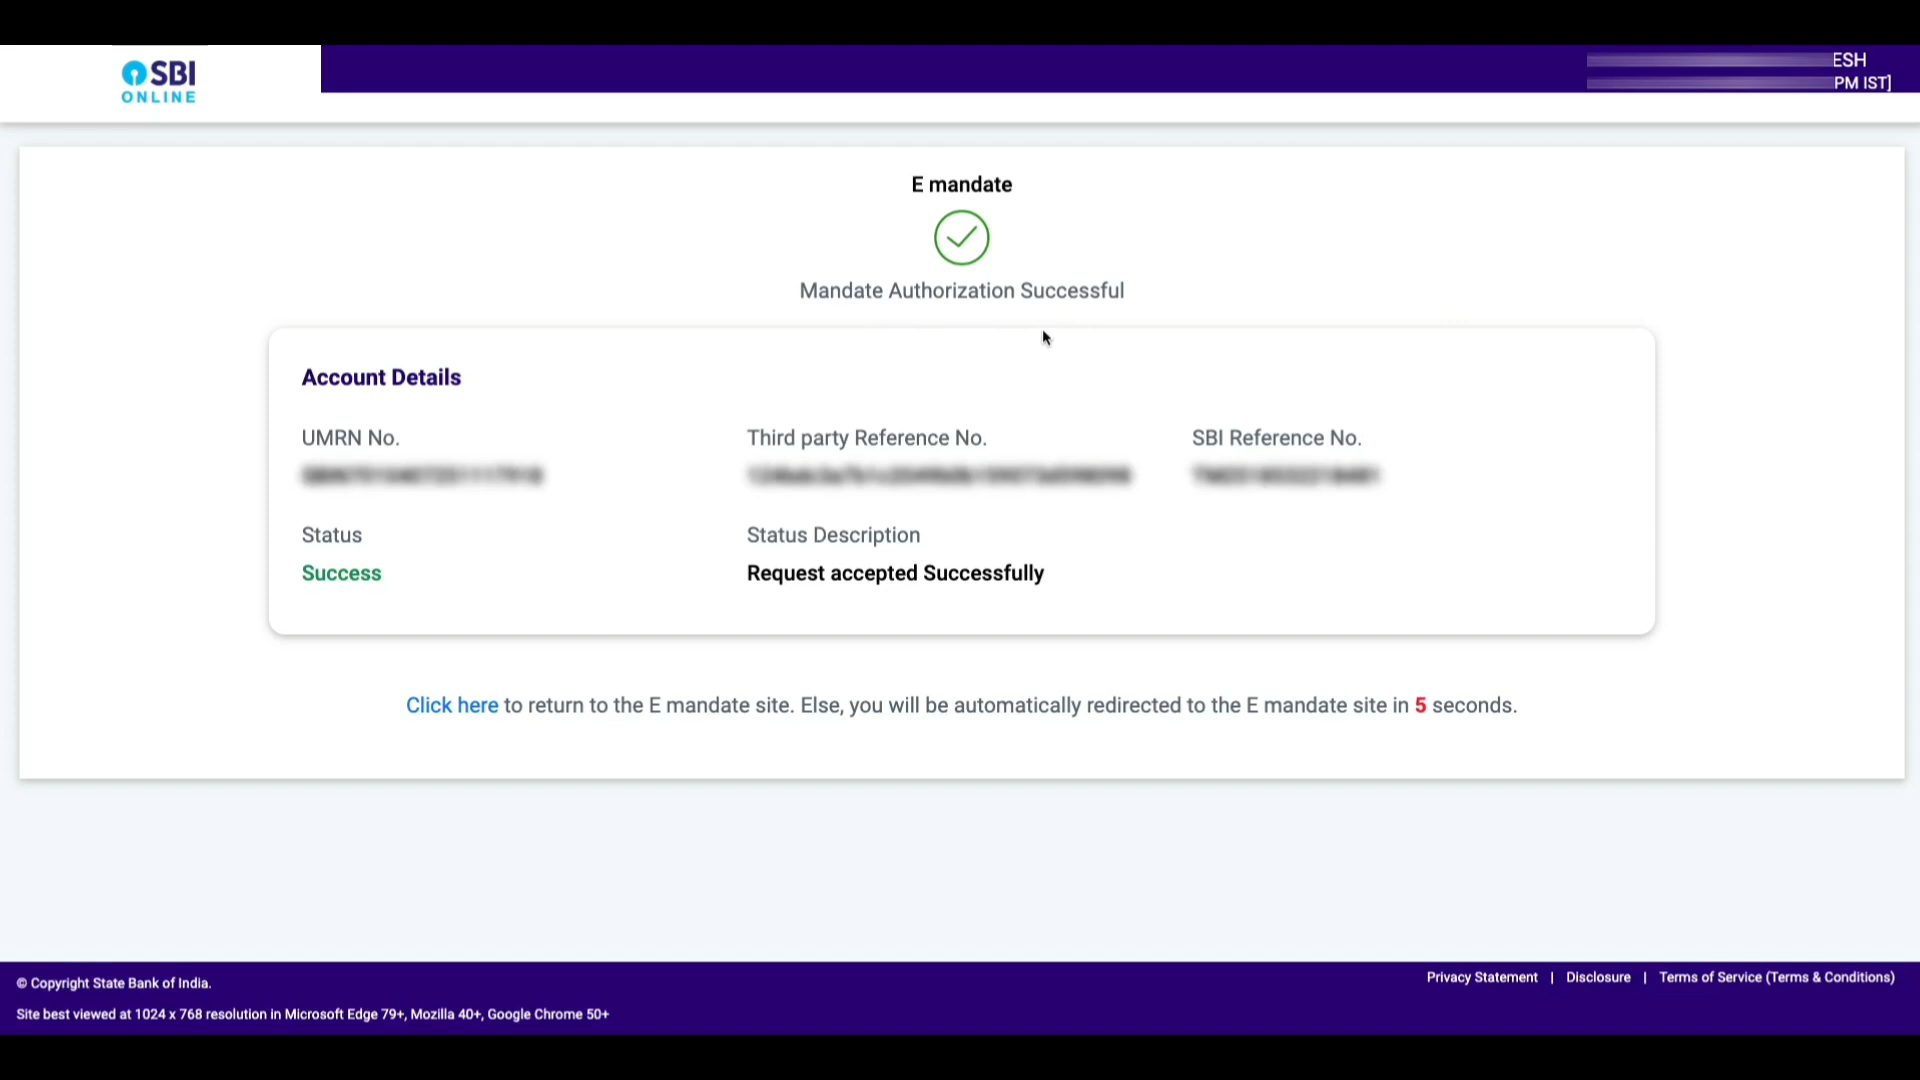 SBI
ONLINE
ESH
PM IST]
E mandate
Mandate Authorization Successful
Account Details
UMRN No. Third party Reference No. SBI Reference No.
Status Status Description
Success Request accepted Successfully
Click here to return to the E mandate site. Else, you will be automatically redirected to the E mandate site in 5 seconds.
© Copyright State Bank of India.
Privacy Statement | Disclosure | Terms of Service (Terms & Conditions)
Site best viewed at 1024 x 768 resolution in Microsoft Edge 79+, Mozilla 40+, Google Chrome 50+